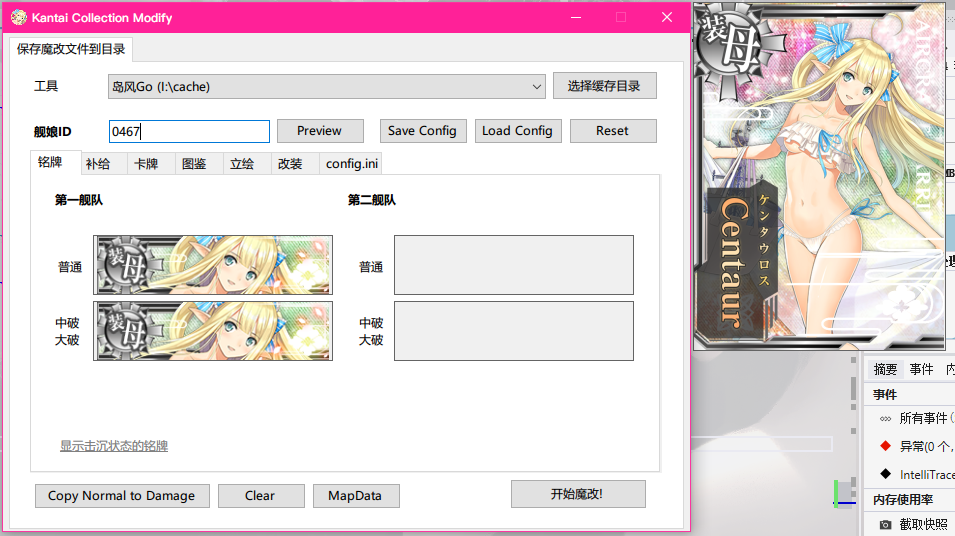 Kantai Collection Modify
保存魔改文件到目录
工具
岛风Go (I:\cache)
选择缓存目录
舰娘ID
0467
Preview
Save Config
Load Config
Reset
铭牌 补给 卡牌 图鉴 立绘 改装 config.ini
第一舰队
第二舰队
普通
装母
普通
中破
大破
装母
中破
大破
显示击沉状态的铭牌
Copy Normal to Damage
Clear
MapData
开始魔改!
装母
ケンタウロス
Centaur
摘要 事件
事件
所有事件
异常(0 个,
IntelliTrace
内存使用率
截取快照